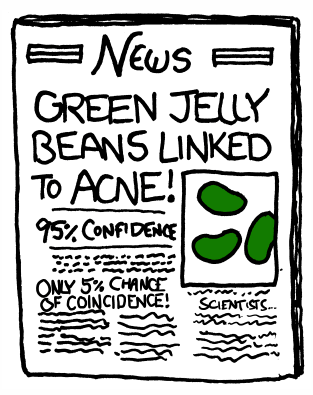 NEWS
GREEN JELLY
BEANS LINKED
TO ACNE!
95% CONFIDENCE
ONLY 5% CHANCE
OF COINCIDENCE!
SCIENTISTS...